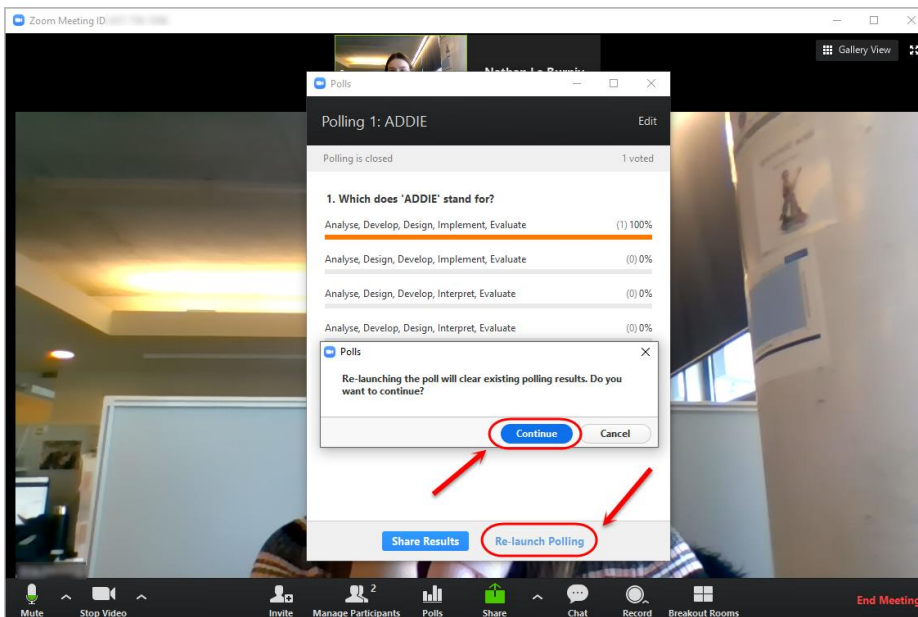 Zoom Meeting ID
Gallery View
Polls
Polling 1: ADDIE
Edit
Polling is closed
1 voted
1. Which does 'ADDIE' stand for?
Analyse, Develop, Design, Implement, Evaluate
(1) 100%
Analyse, Design, Develop, Implement, Evaluate
(0) 0%
Analyse, Design, Develop, Interpret, Evaluate
(0) 0%
Analyse, Develop, Design, Interpret, Evaluate
(0) 0%
Polls
Re-launching the poll will clear existing polling results. Do you
want to continue?
Continue
Cancel
Share Results
Re-launch Polling
Mute
Stop Video
Invite
2
Manage Participants
Polls
Share
Chat
Record
Breakout Rooms
End Meeting